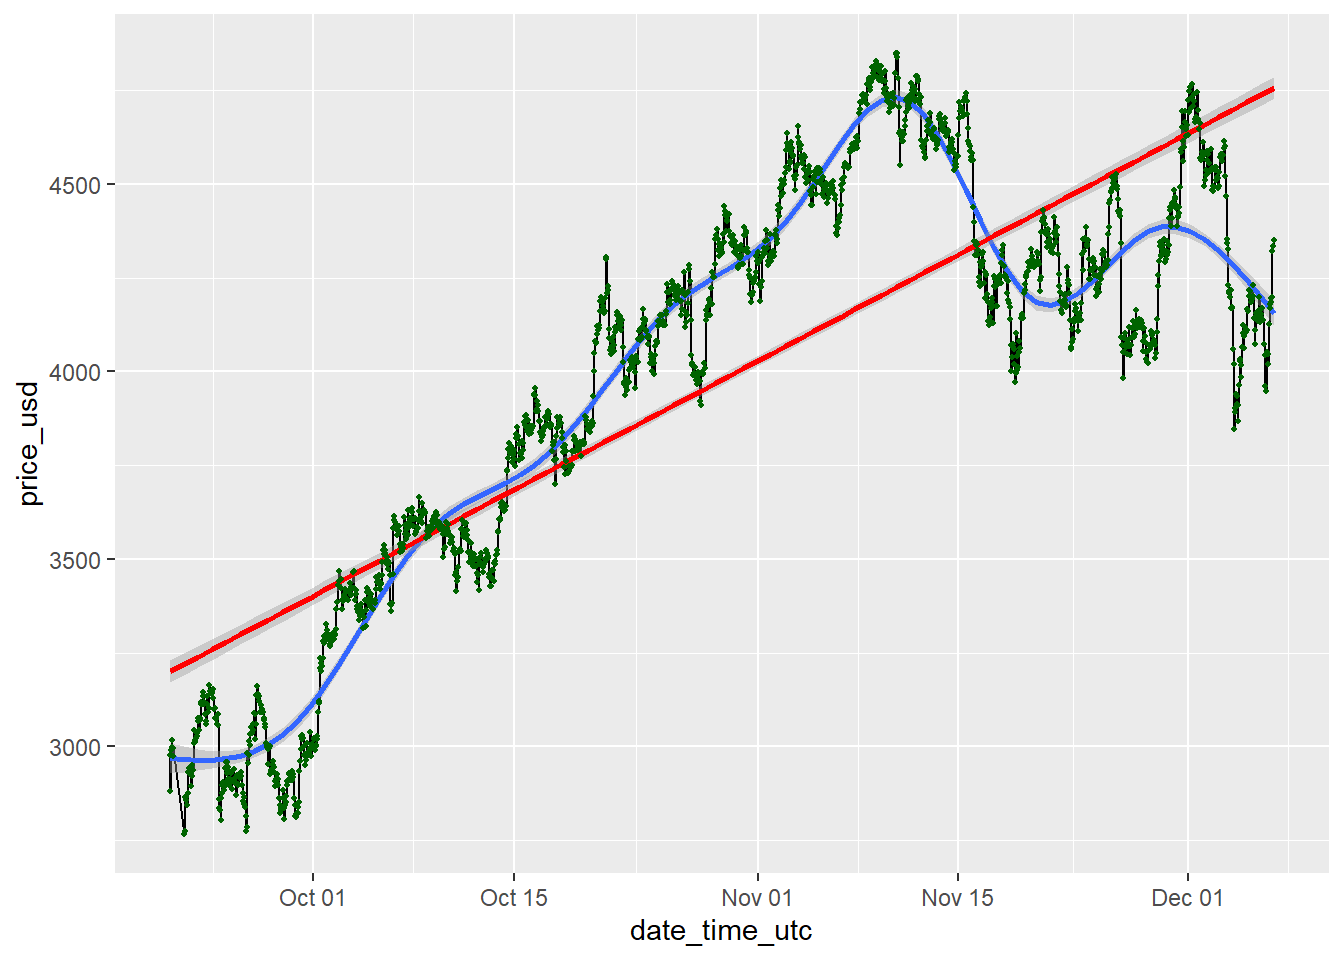 4500
4000
3500
3000
price_usd
Oct 01
Oct 15
Nov 01
Nov 15
Dec 01
date_time_utc